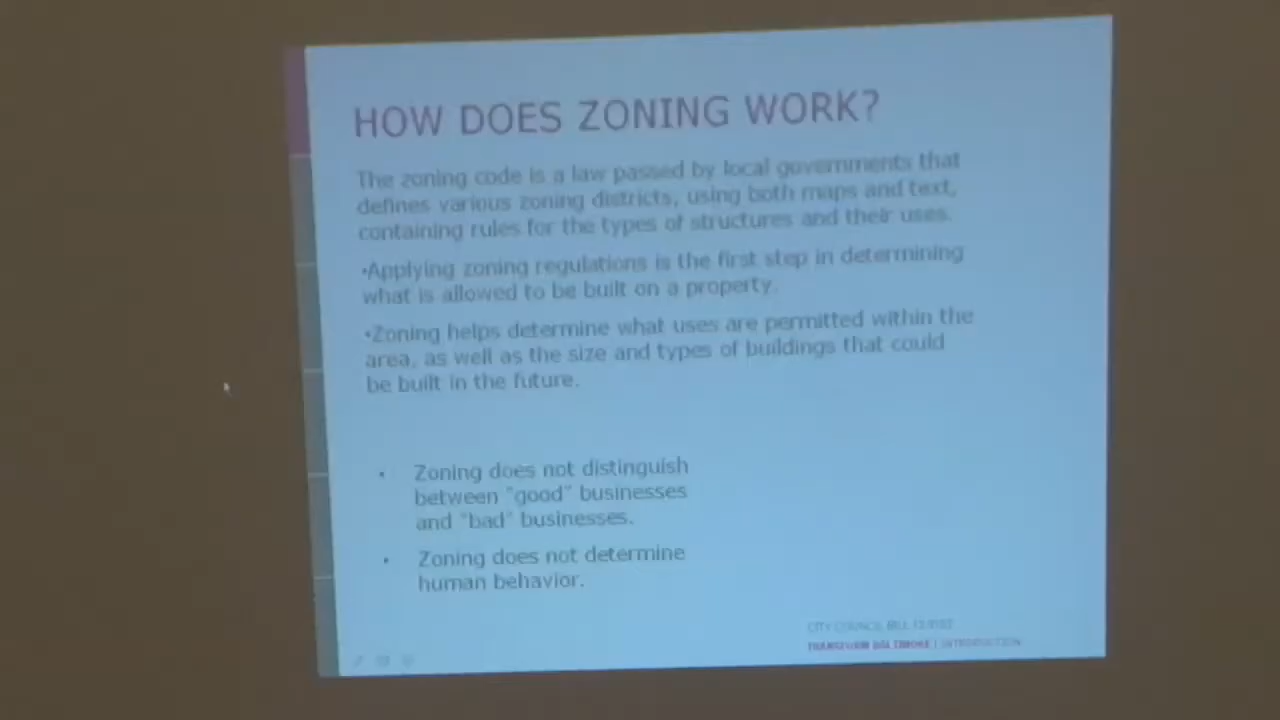 HOW DOES ZONING WORK?
The zoning code is a law passed by local governments that
defines various zoning districts, using both maps and text,
containing rules for the types of structures and their uses.
•Applying zoning regulations is the first step in determining
what is allowed to be built on a property.
•Zoning helps determine what uses are permitted within the
area, as well as the size and types of buildings that could
be built in the future.
• Zoning does not distinguish
between "good" businesses
and "bad" businesses.
• Zoning does not determine
human behavior.
CITY COUNCIL BILL
TRANSFORM BALTIMORE | INTRODUCTION